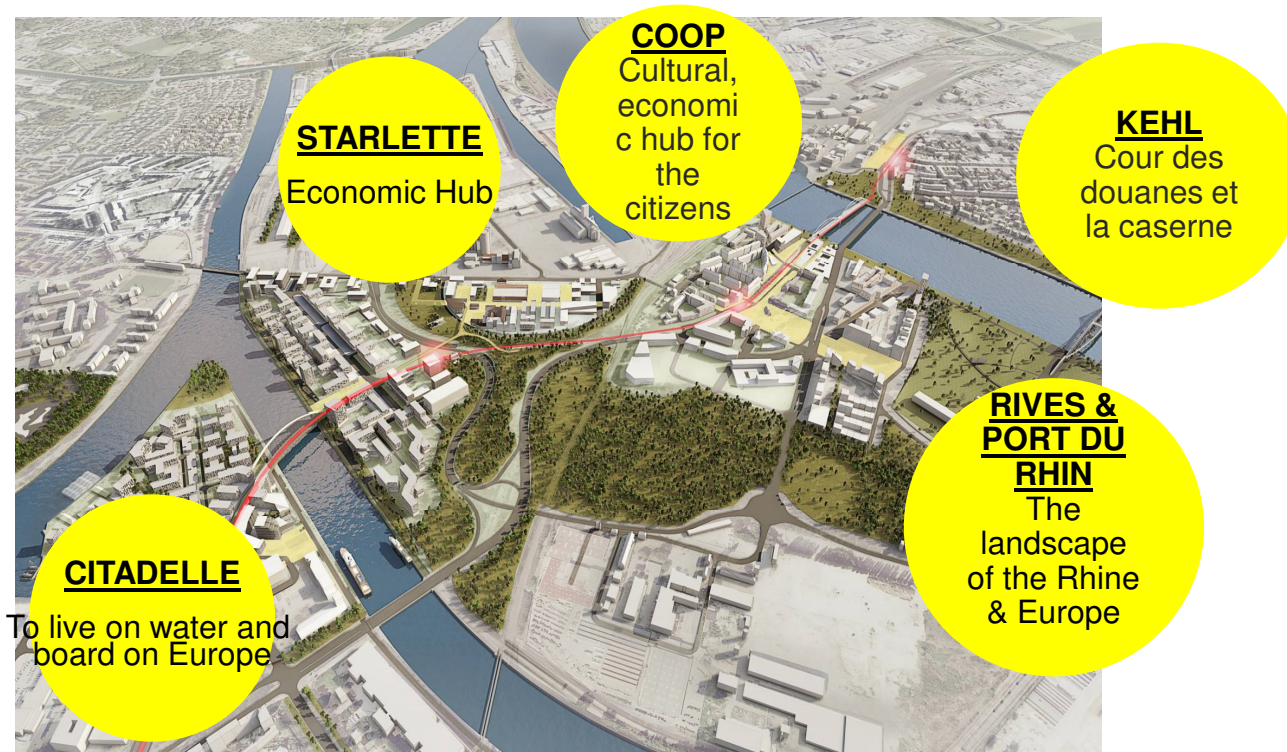 COOP
Cultural,
economi
c hub for
the
citizens
STARLETTE
Economic Hub
KEHL
Cour des
douanes et
la caserne
RIVES &
PORT DU
RHIN
The
landscape
of the Rhine
& Europe
CITADELLE
To live on water and
board on Europe